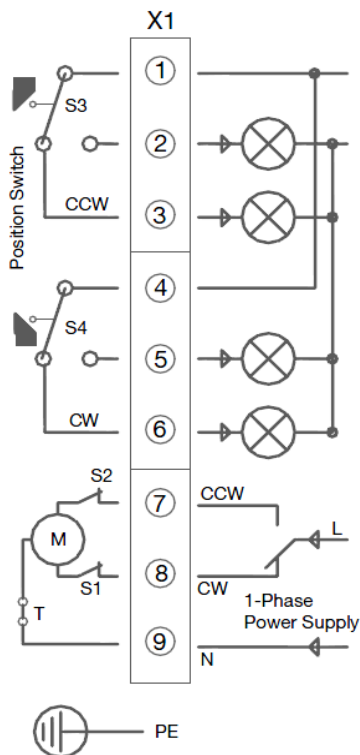 X1
1
S3
2
Position Switch
CCW
3
4
S4
5
CW
6
S2
7
CCW
M
L
S1
8
CW
T
1-Phase
Power Supply
9
N
PE